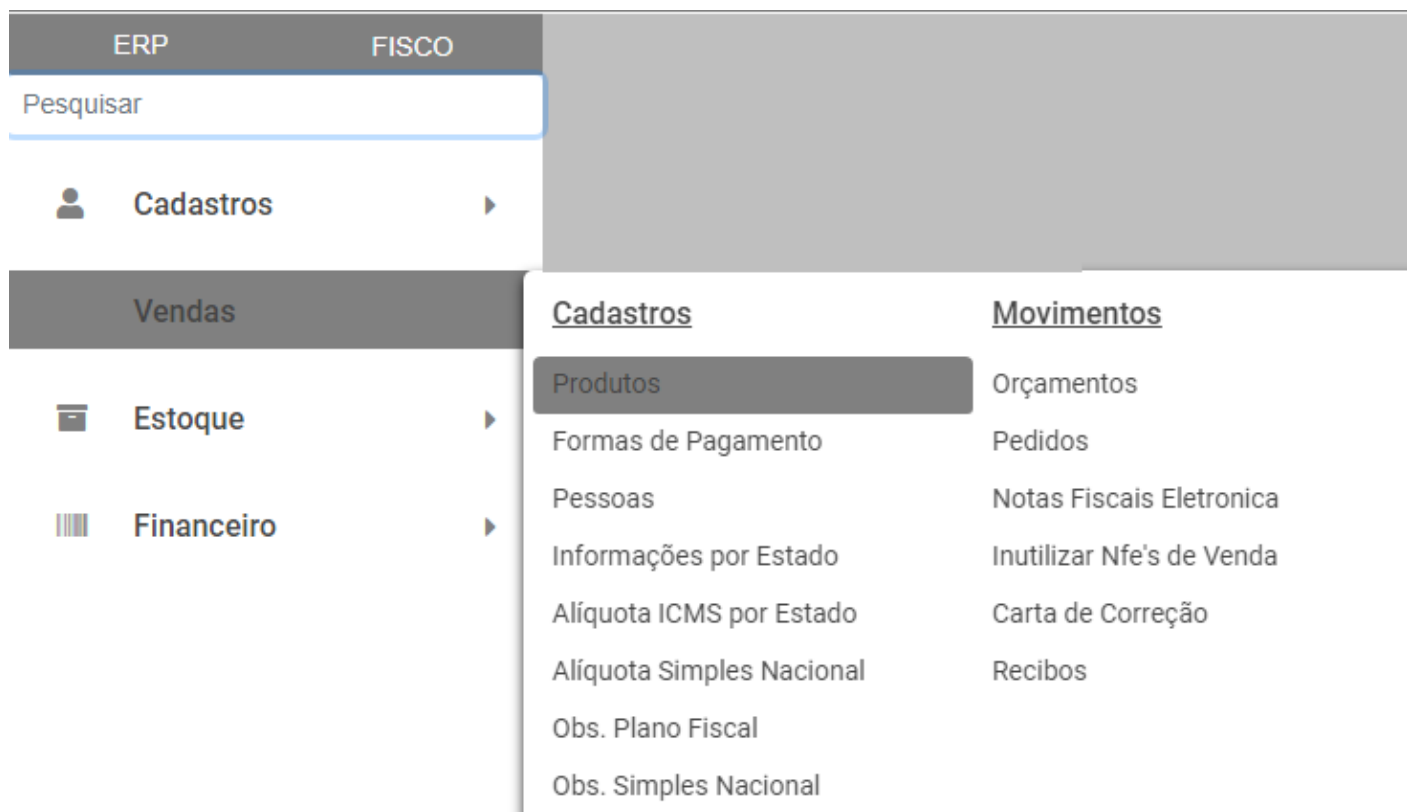 ERP FISCO
Pesquisar
Cadastros
Vendas
Estoque
Financeiro
Cadastros
Produtos
Formas de Pagamento
Pessoas
Informações por Estado
Alíquota ICMS por Estado
Alíquota Simples Nacional
Obs. Plano Fiscal
Obs. Simples Nacional
Movimentos
Orçamentos
Pedidos
Notas Fiscais Eletronica
Inutilizar Nfe's de Venda
Carta de Correção
Recibos